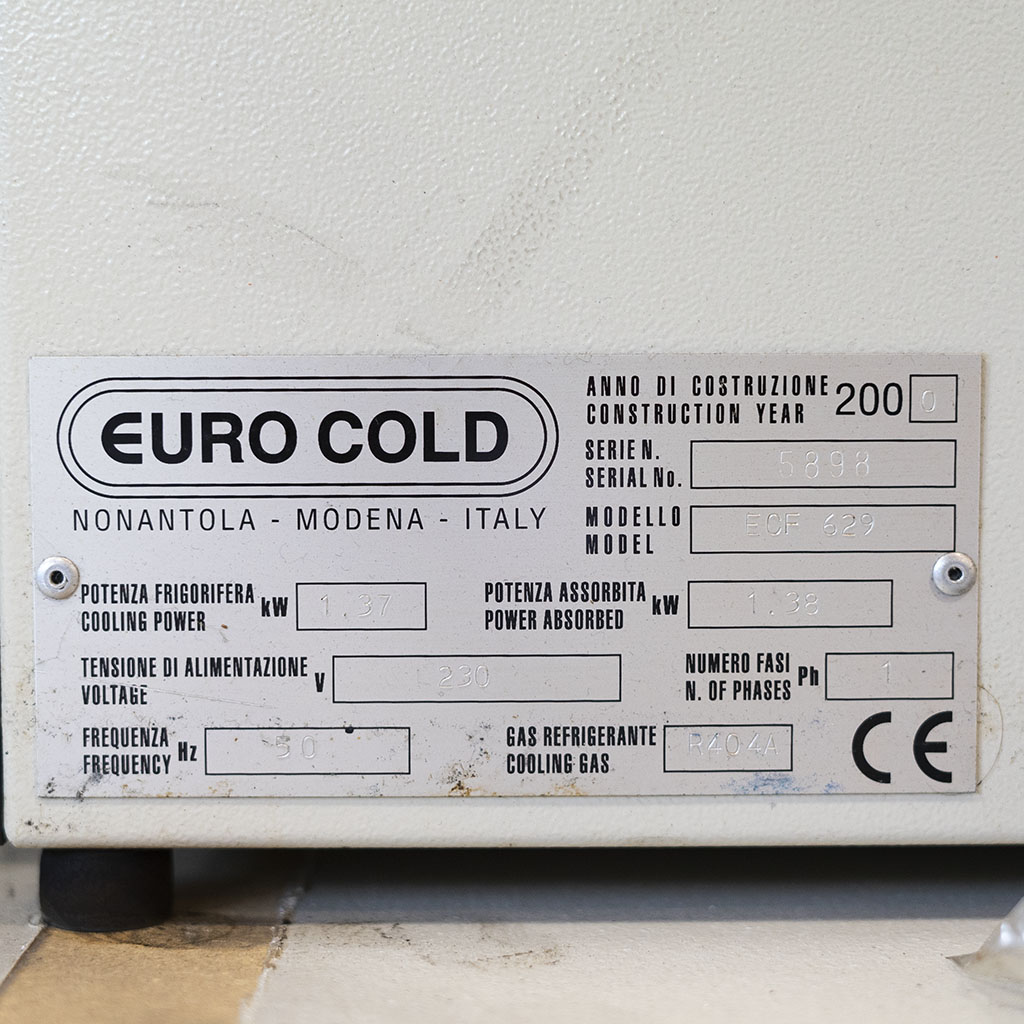 EURO COLD
NONANTOLA - MODENA - ITALY
ANNO DI COSTRUZIONE
CONSTRUCTION YEAR
2000
SERIE N.
SERIAL No.
5898
MODELLO
MODEL
ECF 629
POTENZA FRIGORIFERA
COOLING POWER
kW
1.37
POTENZA ASSORBITA
POWER ABSORBED
kW
1.38
TENSIONE DI ALIMENTAZIONE
VOLTAGE
V
230
NUMERO FASI
N. OF PHASES
Ph
1
FREQUENZA
FREQUENCY
Hz
50
GAS REFRIGERANTE
COOLING GAS
R404A
CE